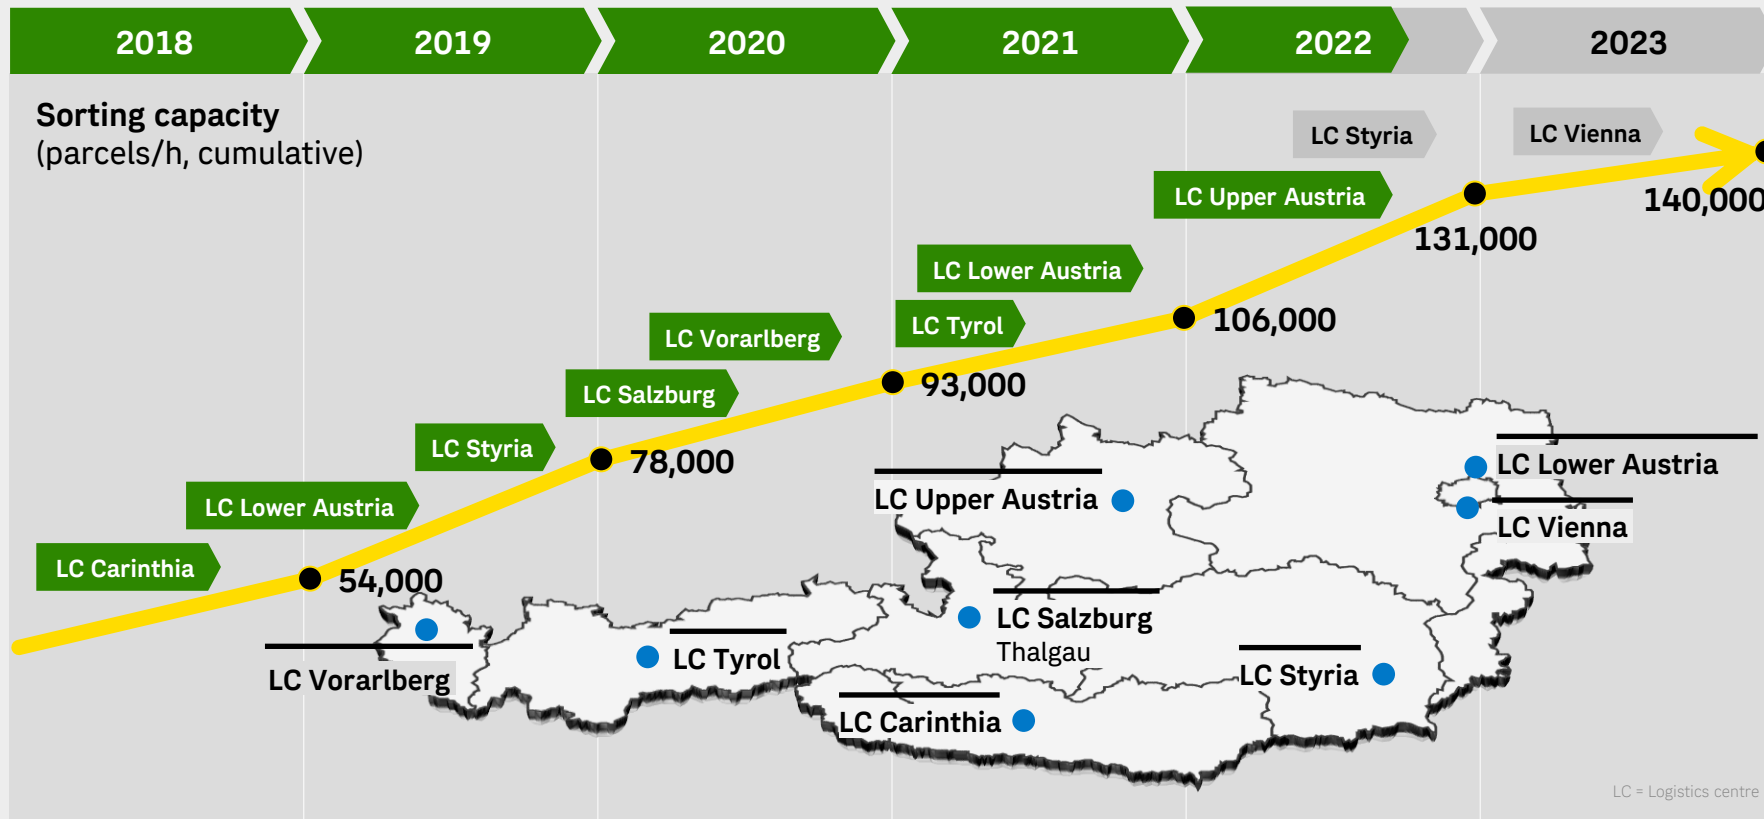 2018
2019
2020
2021
2022
2023
Sorting capacity
(parcels/h, cumulative)
LC Styria
LC Vienna
140,000
LC Upper Austria
131,000
LC Lower Austria
LC Tyrol
106,000
LC Vorarlberg
93,000
LC Salzburg
LC Styria
78,000
LC Lower Austria
LC Carinthia
54,000
LC Lower Austria
LC Upper Austria
LC Vienna
LC Salzburg
Thalgau
LC Tyrol
LC Vorarlberg
LC Styria
LC Carinthia
LC = Logistics centre